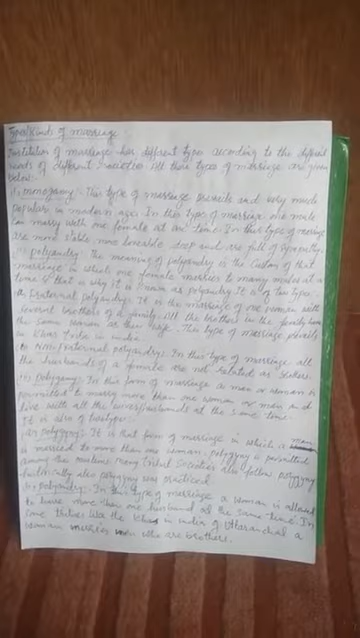 Types/Kinds of marriage
Institution of marriage has different types according to the different
needs of different societies. All these types of marriage are given
below:-
(i) monogamy: This type of marriage prevails and very much
popular in modern age. In this type of marriage one male
can marry with one female at one time. In this type of marriage
are more stable, more loveable deep and are full of sympathy
polyandry: The meaning of polyandry is the custom of that
marriage in which one female marries to many males at a
time & that is why it is known as polyandry. It is of two types:
a) Fraternal polyandry: It is the marriage of one woman with
several brothers of a family. All the brothers in the family have
the same woman as their wife. This type of marriage prevails
in Khas tribe in india.
b) Non fraternal polyandry: In this type of marriage all
the husbands of a female are not related as brothers.
polygamy: In this form of marriage a man or woman is
permitted to marry more than one woman or man and
live with all the wives/husbands at the same time.
It is also of two types:
polygyny: It is that form of marriage in which a man
is married to more than one woman. polygyny is permitted
among the muslims many tribal societies also follow polygyny
also polygyny was practiced.
polyandry: In this type of marriage a woman is allowed
to have more than one husband at the same time. In
some tribes like the khas in india of Uttaranchal a
woman marries men who are brothers.